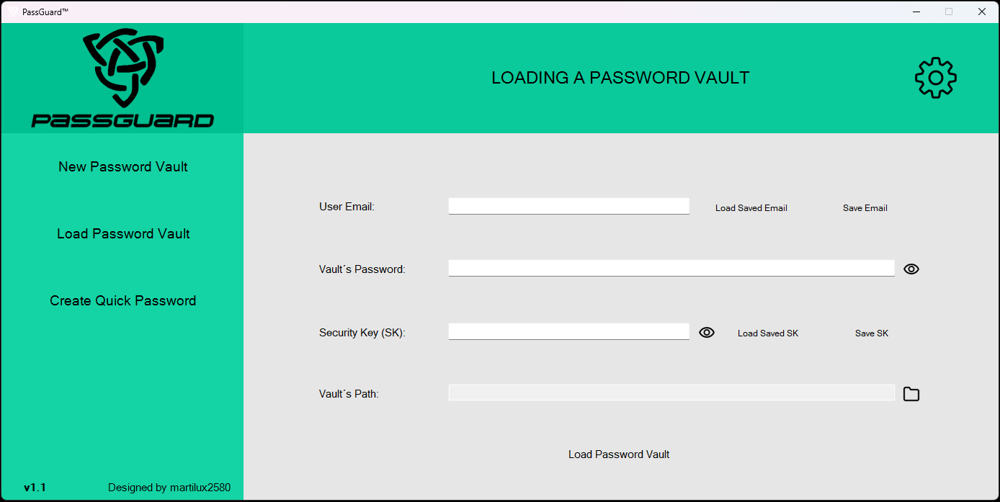 PassGuard™
PASSGUARD
LOADING A PASSWORD VAULT
New Password Vault
Load Password Vault
Create Quick Password
v1.1
Designed by martilux2580
User Email:
Load Saved Email
Save Email
Vault´s Password:
Security Key (SK):
Load Saved SK
Save SK
Vault´s Path:
Load Password Vault